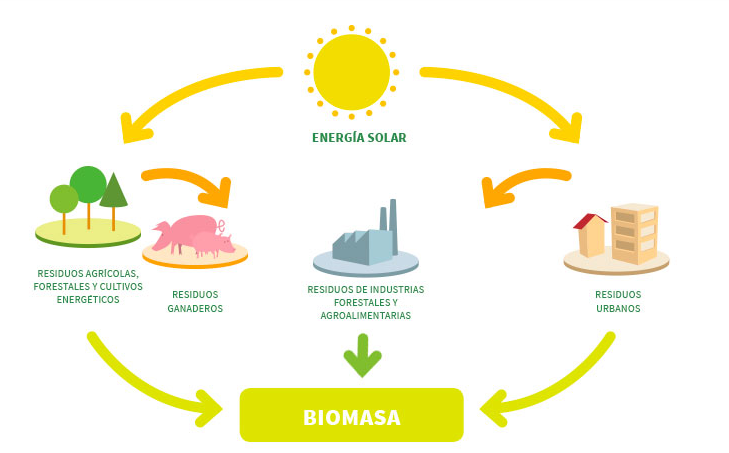 ENERGÍA SOLAR
RESIDUOS AGRÍCOLAS,
FORESTALES Y CULTIVOS
ENERGÉTICOS
RESIDUOS
GANADEROS
RESIDUOS DE INDUSTRIAS
FORESTALES Y
AGROALIMENTARIAS
RESIDUOS
URBANOS
BIOMASA